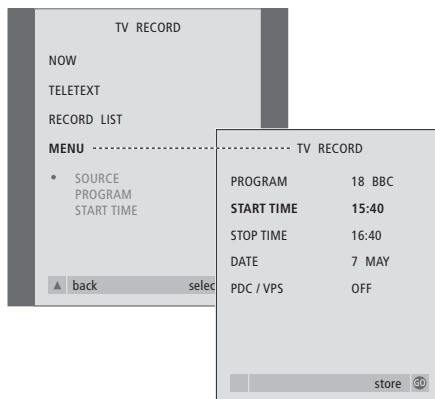 TV RECORD
NOW
TELETEXT
RECORD LIST
MENU
• SOURCE
PROGRAM
START TIME
▲ back selec
TV RECORD
PROGRAM 18 BBC
START TIME 15:40
STOP TIME 16:40
DATE 7 MAY
PDC / VPS OFF
store GO